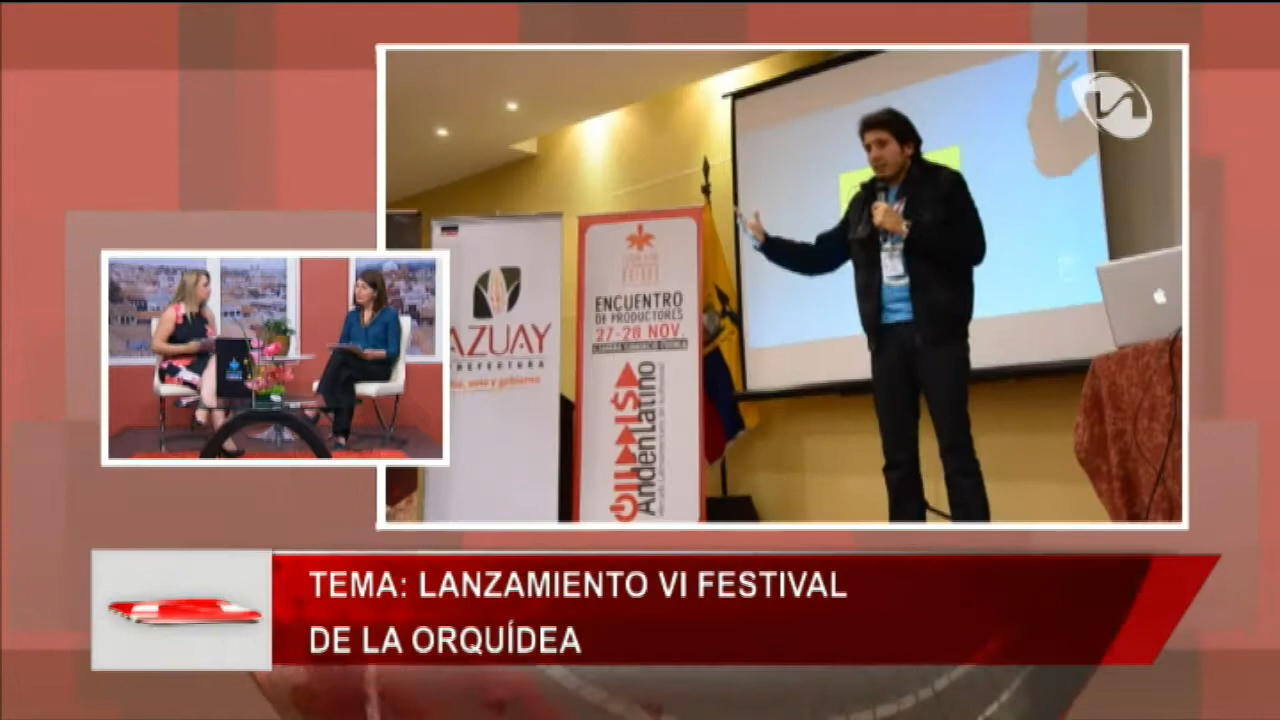 AZUAY
PREFECTURA
ENCUENTRO
DE PRODUCTORES
27-28 NOV.
AndenLatino
TEMA: LANZAMIENTO VI FESTIVAL
DE LA ORQUÍDEA